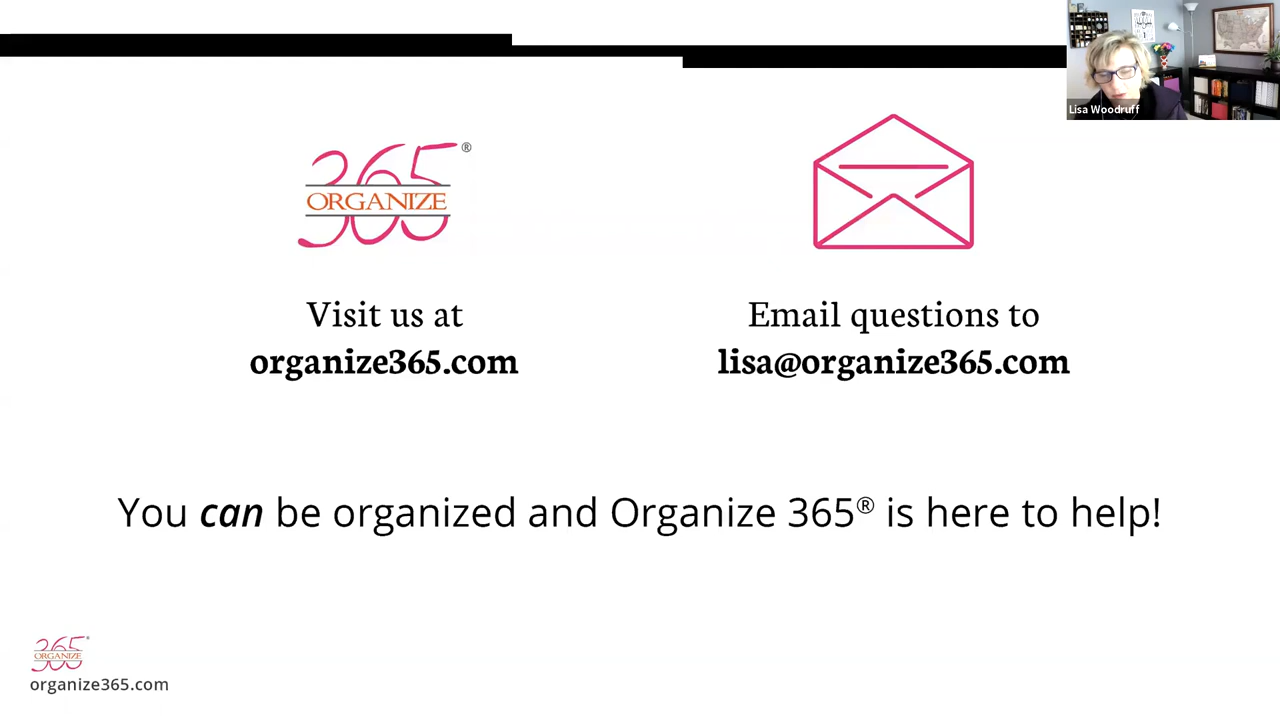 Lisa Woodruff
365®
ORGANIZE
Visit us at
organize365.com
Email questions to
lisa@organize365.com
You can be organized and Organize 365® is here to help!
365®
ORGANIZE
organize365.com